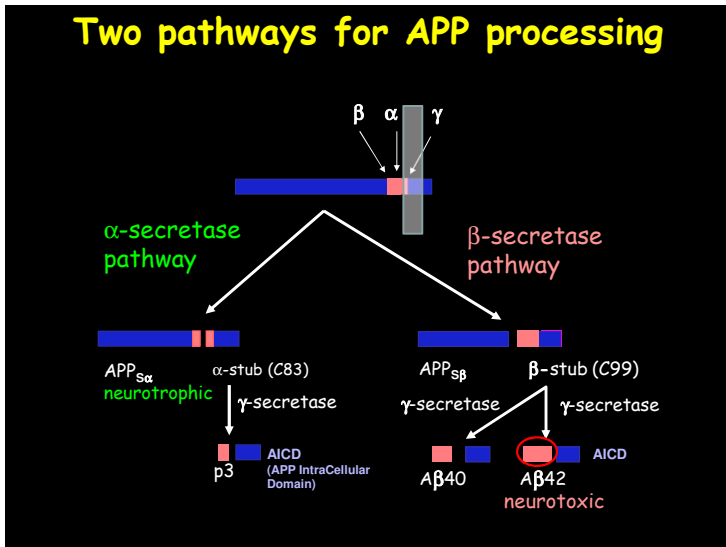 Two pathways for APP processing
β α γ
α-secretase
pathway
β-secretase
pathway
APPSα
neurotrophic
α-stub (C83)
APPSβ
β-stub (C99)
γ-secretase
γ-secretase
γ-secretase
p3
AICD
(APP IntraCellular
Domain)
Aβ40
Aβ42
neurotoxic
AICD